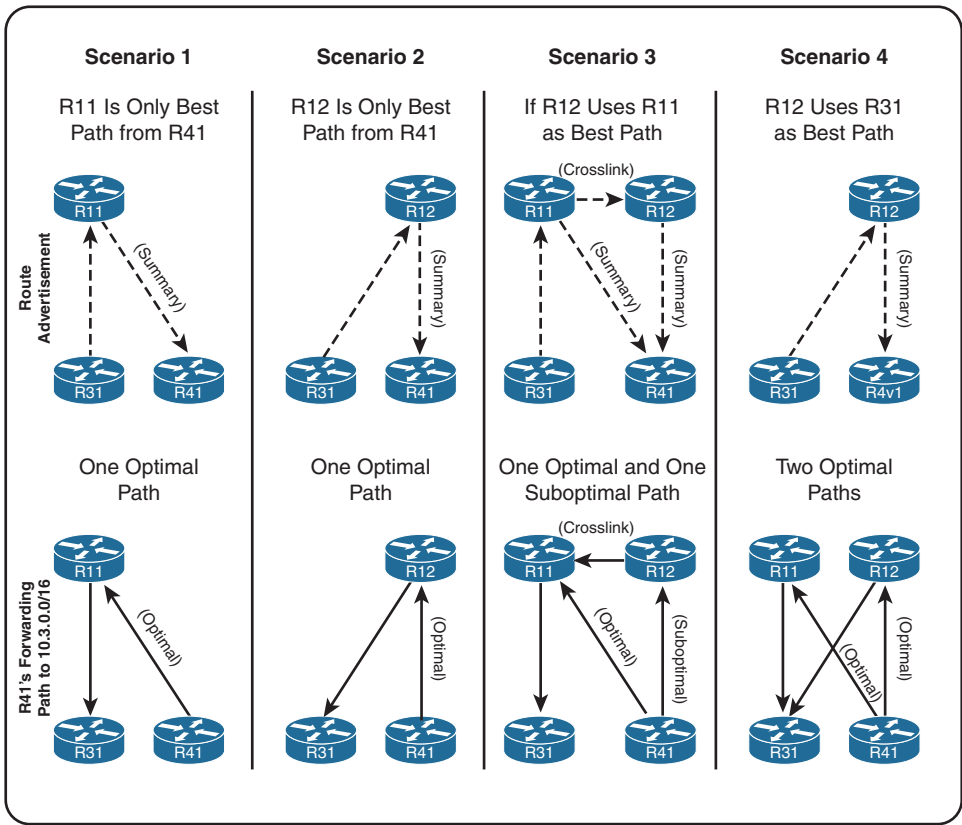 Scenario 1
R11 Is Only Best
Path from R41
Route
Advertisement
R11
(Summary)
R31
R41
One Optimal
Path
R41's Forwarding
Path to 10.3.0.0/16
R11
(Optimal)
R31
R41
Scenario 2
R12 Is Only Best
Path from R41
R12
(Summary)
R31
R41
One Optimal
Path
R12
(Optimal)
R31
R41
Scenario 3
If R12 Uses R11
as Best Path
(Crosslink)
R11
R12
(Summary)
(Summary)
R31
R41
One Optimal and One
Suboptimal Path
(Crosslink)
R11
R12
(Optimal)
(Suboptimal)
R31
R41
Scenario 4
R12 Uses R31
as Best Path
R12
(Summary)
R31
R4v1
Two Optimal
Paths
R11
R12
(Optimal)
(Optimal)
R31
R41